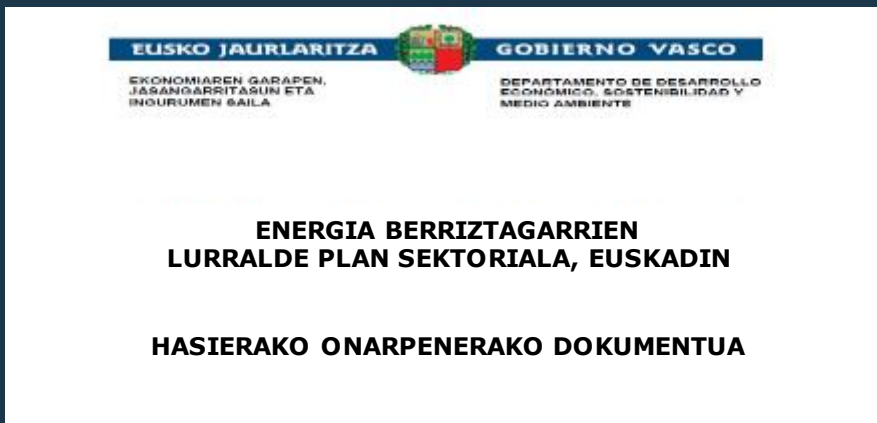 EUSKO JAURLARITZA
GOBIERNO VASCO
EKONOMIAREN GARAPEN,
JASANGARRITASUN ETA
INGURUMEN SAILA
DEPARTAMENTO DE DESARROLLO
ECONÓMICO, SOSTENIBILIDAD Y
MEDIO AMBIENTE
ENERGIA BERRIZTAGARRIEN
LURRALDE PLAN SEKTORIALA, EUSKADIN
HASIERAKO ONARPENERAKO DOKUMENTUA